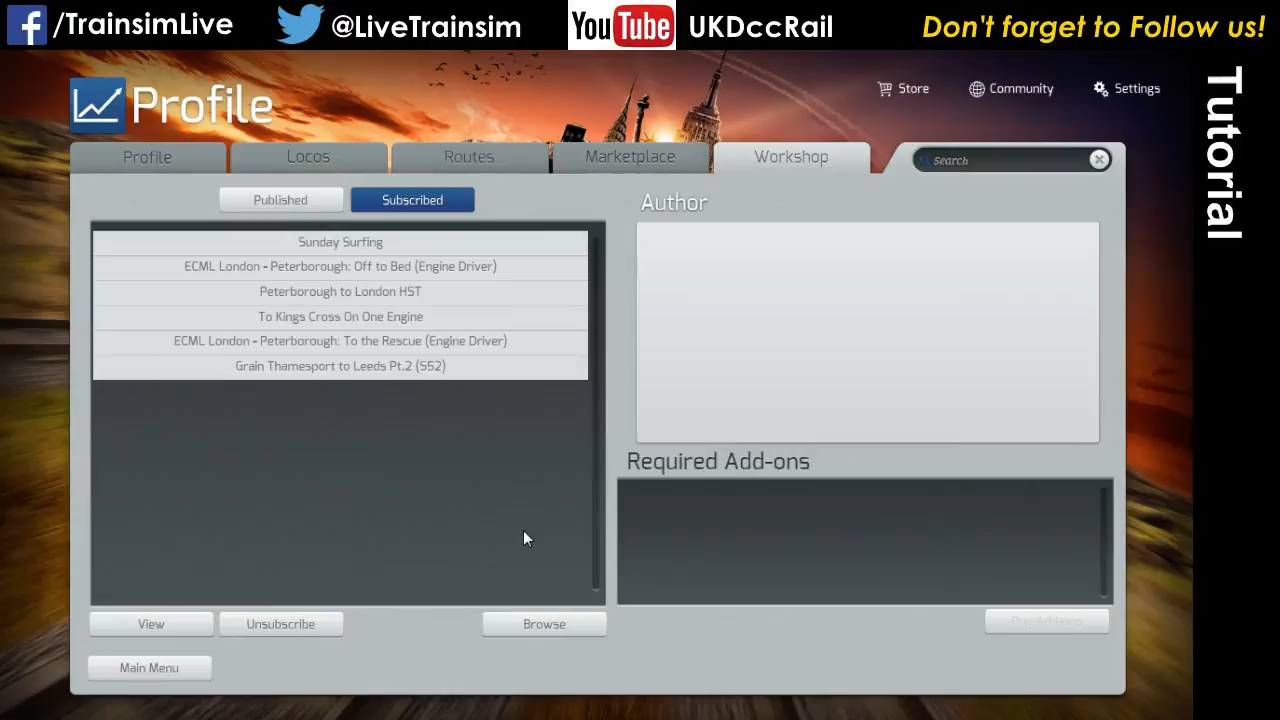 f /TrainsimLive @LiveTrainsim YouTube UKDccRail Don't forget to Follow us!
Tutorial
Profile
Store Community Settings
Profile Locos Routes Marketplace Workshop Search
Published Subscribed
Author
Sunday Surfing
ECML London - Peterborough: Off to Bed (Engine Driver)
Peterborough to London HST
To Kings Cross On One Engine
ECML London - Peterborough: To the Rescue (Engine Driver)
Grain Thamesport to Leeds Pt.2 (S52)
Required Add-ons
View Unsubscribe Browse
Buy Add-ons
Main Menu